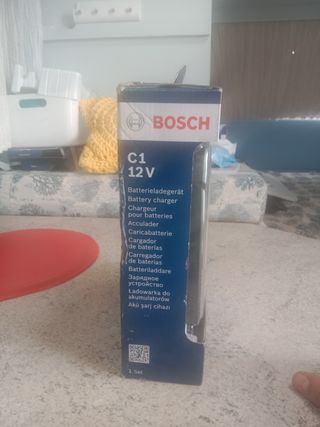 BOSCH
C1
12 V
Batterieladegerät
Battery charger
Chargeur
pour batteries
Acculader
Caricabatterie
Cargador
de baterías
Carregador
de baterias
Batteriladdare
Зарядное
устройство
Ładowarka do
akumulatorów
Akü şarj cihazı
1 Set